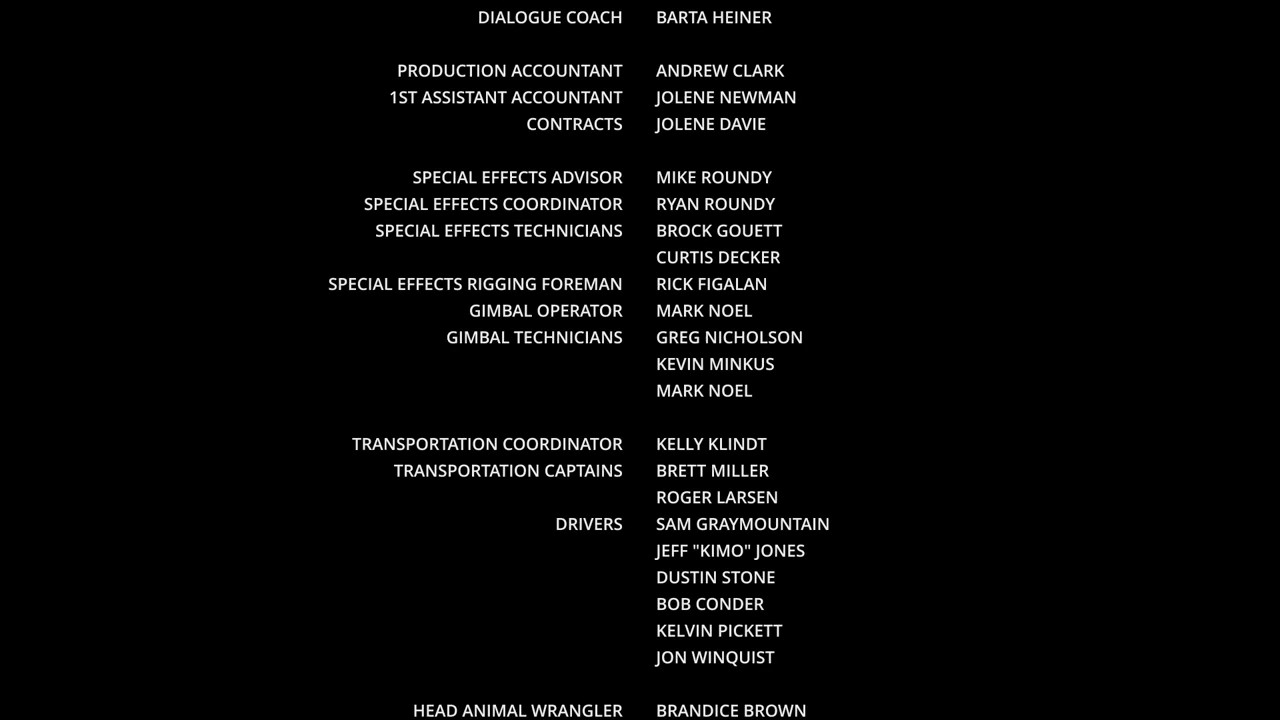 DIALOGUE COACH BARTA HEINER
PRODUCTION ACCOUNTANT ANDREW CLARK
1ST ASSISTANT ACCOUNTANT JOLENE NEWMAN
CONTRACTS JOLENE DAVIE
SPECIAL EFFECTS ADVISOR MIKE ROUNDY
SPECIAL EFFECTS COORDINATOR RYAN ROUNDY
SPECIAL EFFECTS TECHNICIANS BROCK GOUETT
CURTIS DECKER
SPECIAL EFFECTS RIGGING FOREMAN RICK FIGALAN
GIMBAL OPERATOR MARK NOEL
GIMBAL TECHNICIANS GREG NICHOLSON
KEVIN MINKUS
MARK NOEL
TRANSPORTATION COORDINATOR KELLY KLINDT
TRANSPORTATION CAPTAINS BRETT MILLER
ROGER LARSEN
DRIVERS SAM GRAYMOUNTAIN
JEFF "KIMO" JONES
DUSTIN STONE
BOB CONDER
KELVIN PICKETT
JON WINQUIST
HEAD ANIMAL WRANGLER BRANDICE BROWN